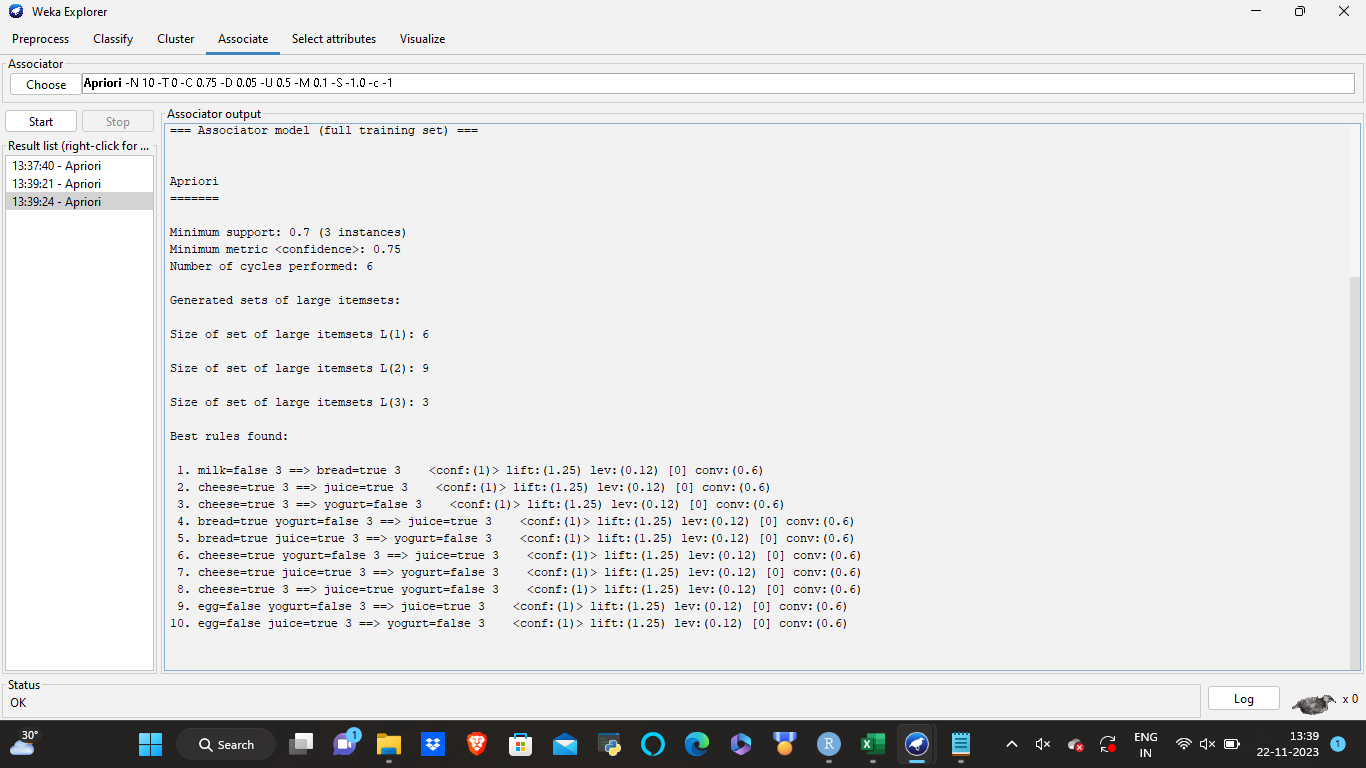 Weka Explorer
Preprocess Classify Cluster Associate Select attributes Visualize
Associator
Choose Apriori -N 10 -T 0 -C 0.75 -D 0.05 -U 0.5 -M 0.1 -S -1.0 -c -1
Start Stop
Result list (right-click for ...
13:37:40 - Apriori
13:39:21 - Apriori
13:39:24 - Apriori
Associator output
=== Associator model (full training set) ===
Apriori
=======
Minimum support: 0.7 (3 instances)
Minimum metric <confidence>: 0.75
Number of cycles performed: 6
Generated sets of large itemsets:
Size of set of large itemsets L(1): 6
Size of set of large itemsets L(2): 9
Size of set of large itemsets L(3): 3
Best rules found:
1. milk=false 3 ==> bread=true 3 <conf:(1)> lift:(1.25) lev:(0.12) [0] conv:(0.6)
2. cheese=true 3 ==> juice=true 3 <conf:(1)> lift:(1.25) lev:(0.12) [0] conv:(0.6)
3. cheese=true 3 ==> yogurt=false 3 <conf:(1)> lift:(1.25) lev:(0.12) [0] conv:(0.6)
4. bread=true yogurt=false 3 ==> juice=true 3 <conf:(1)> lift:(1.25) lev:(0.12) [0] conv:(0.6)
5. bread=true juice=true 3 ==> yogurt=false 3 <conf:(1)> lift:(1.25) lev:(0.12) [0] conv:(0.6)
6. cheese=true yogurt=false 3 ==> juice=true 3 <conf:(1)> lift:(1.25) lev:(0.12) [0] conv:(0.6)
7. cheese=true juice=true 3 ==> yogurt=false 3 <conf:(1)> lift:(1.25) lev:(0.12) [0] conv:(0.6)
8. cheese=true 3 ==> juice=true yogurt=false 3 <conf:(1)> lift:(1.25) lev:(0.12) [0] conv:(0.6)
9. egg=false yogurt=false 3 ==> juice=true 3 <conf:(1)> lift:(1.25) lev:(0.12) [0] conv:(0.6)
10. egg=false juice=true 3 ==> yogurt=false 3 <conf:(1)> lift:(1.25) lev:(0.12) [0] conv:(0.6)
Status
OK
Log
x 0
30°
Search
1
R
ENG
IN
13:39
22-11-2023
1